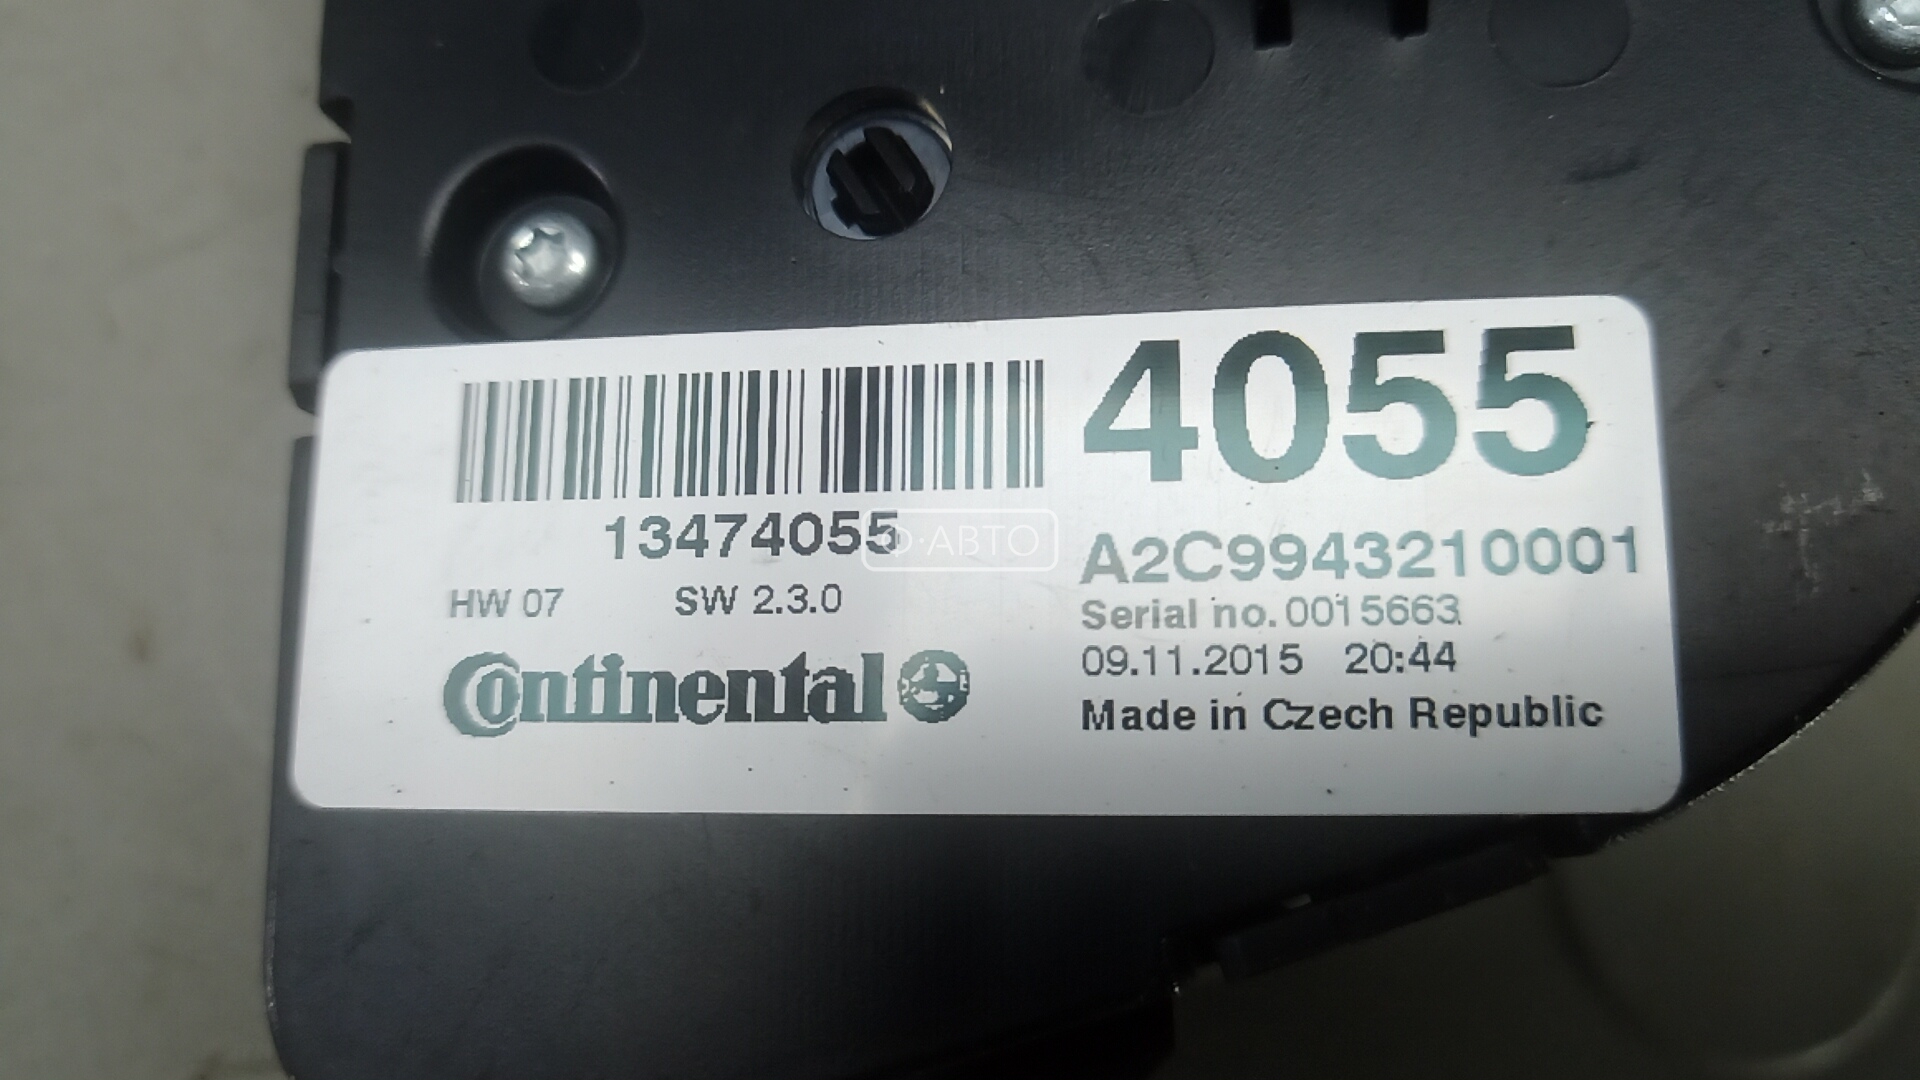 4055
13474055
A2C9943210001
HW 07 SW 2.3.0
Serial no. 0015663
09.11.2015 20:44
Continental
Made in Czech Republic
·АВТО